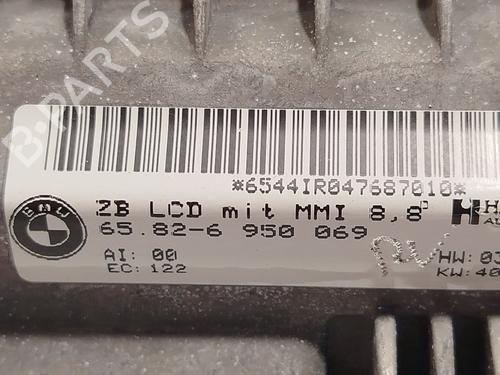 B-PARTS
*6544IR047687010*
BMW
ZB LCD mit MMI 8,8"
65.82-6 950 069
AI: 00
EC: 122
HW: 03
KW: 40